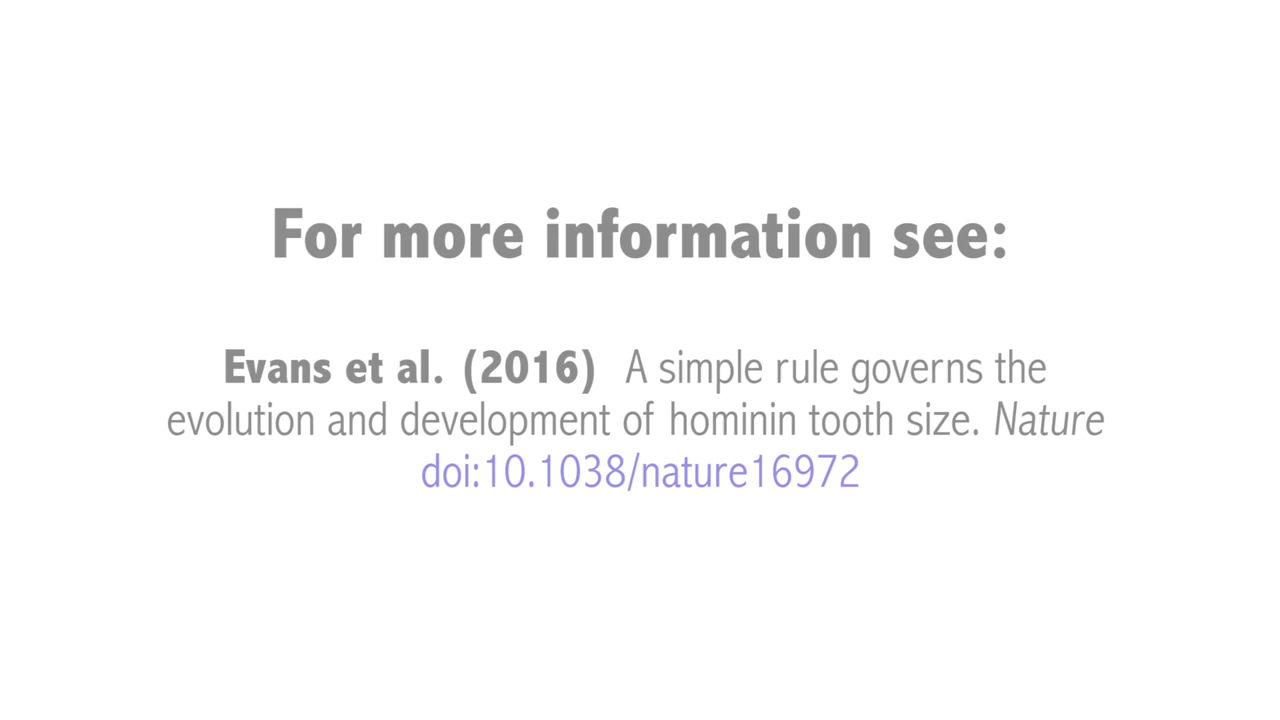 For more information see:
Evans et al. (2016) A simple rule governs the
evolution and development of hominin tooth size. Nature
doi:10.1038/nature16972